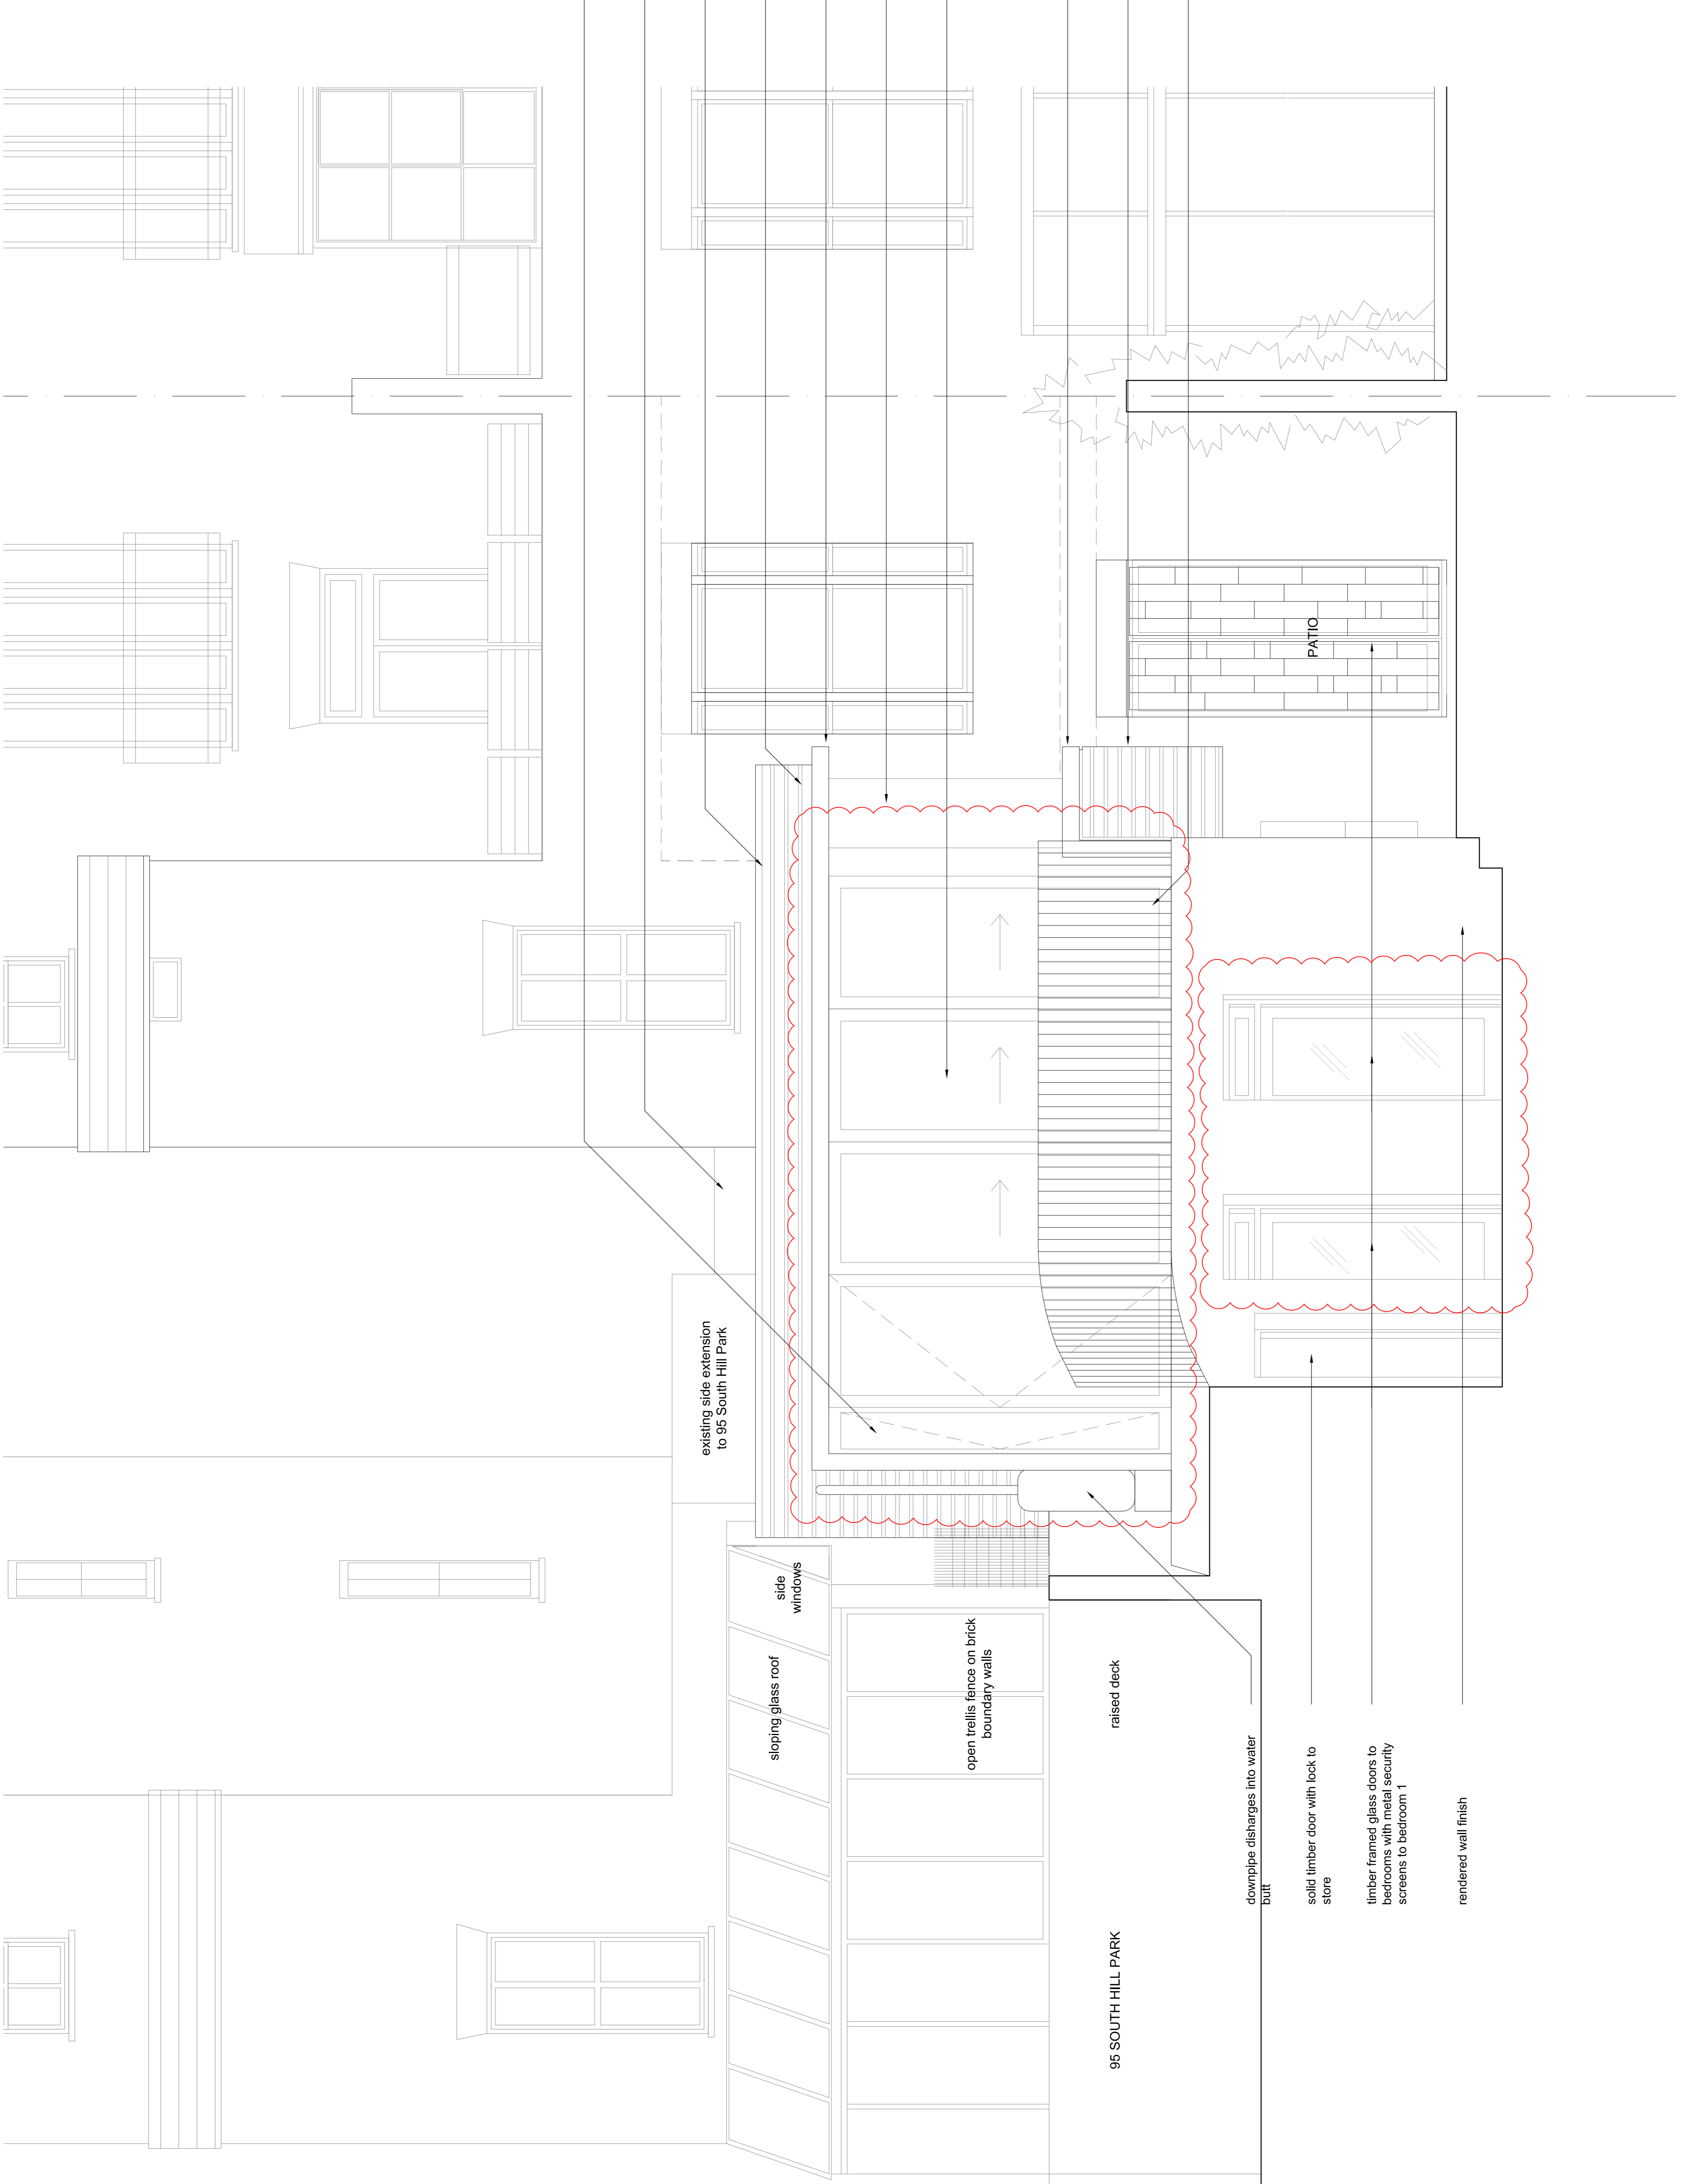 existing side extension
to 95 South Hill Park
side
windows
sloping glass roof
open trellis fence on brick
boundary walls
raised deck
95 SOUTH HILL PARK
PATIO
downpipe disharges into water
butt
solid timber door with lock to
store
timber framed glass doors to
bedrooms with metal security
screens to bedroom 1
rendered wall finish